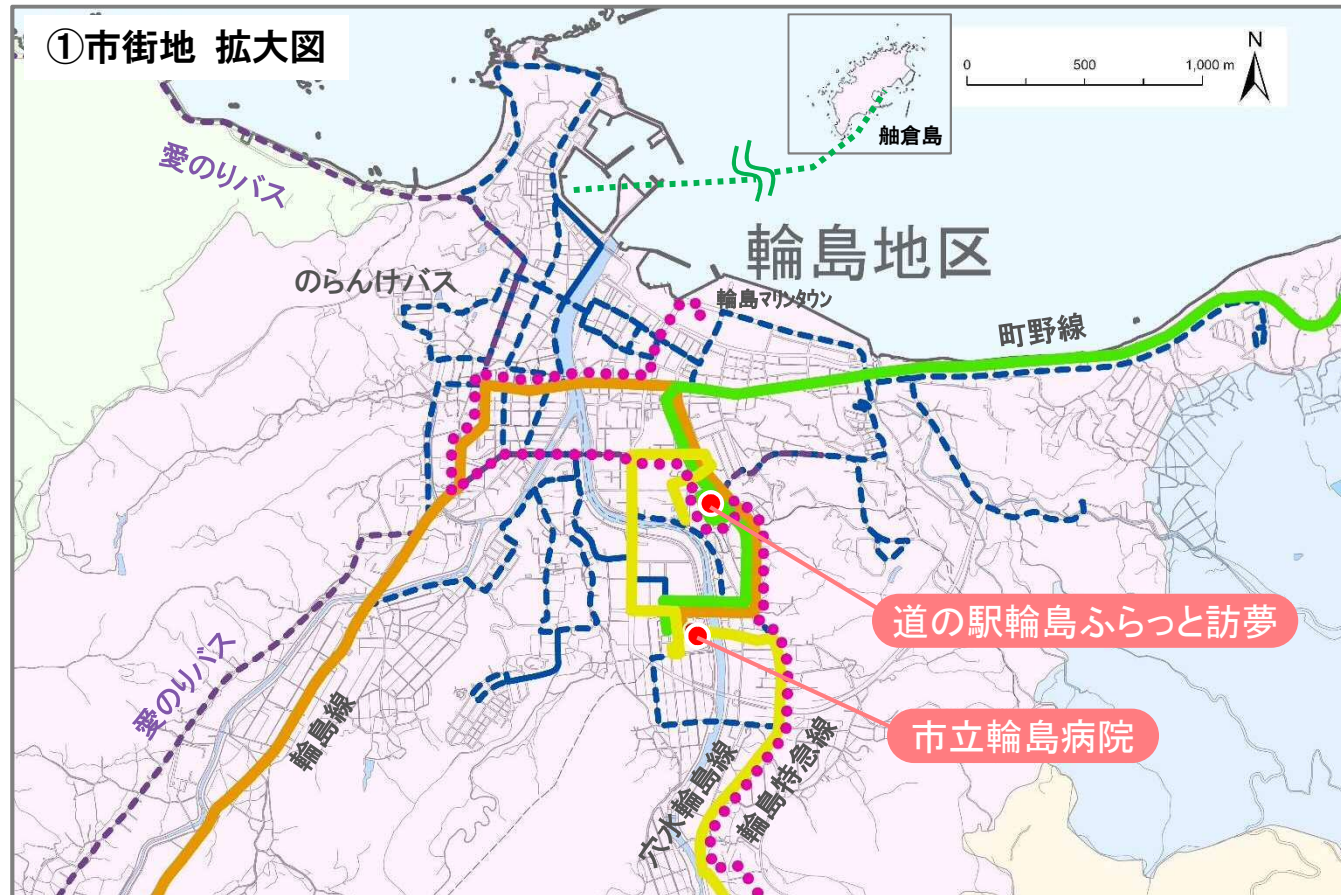 ①市街地 拡大図
N
0 500 1,000 m
舳倉島
愛のりバス
輪島地区
のらんけバス
輪島マリンタウン
町野線
道の駅輪島ふらっと訪夢
市立輪島病院
愛のりバス
輪島線
穴水輪島線
輪島特急線